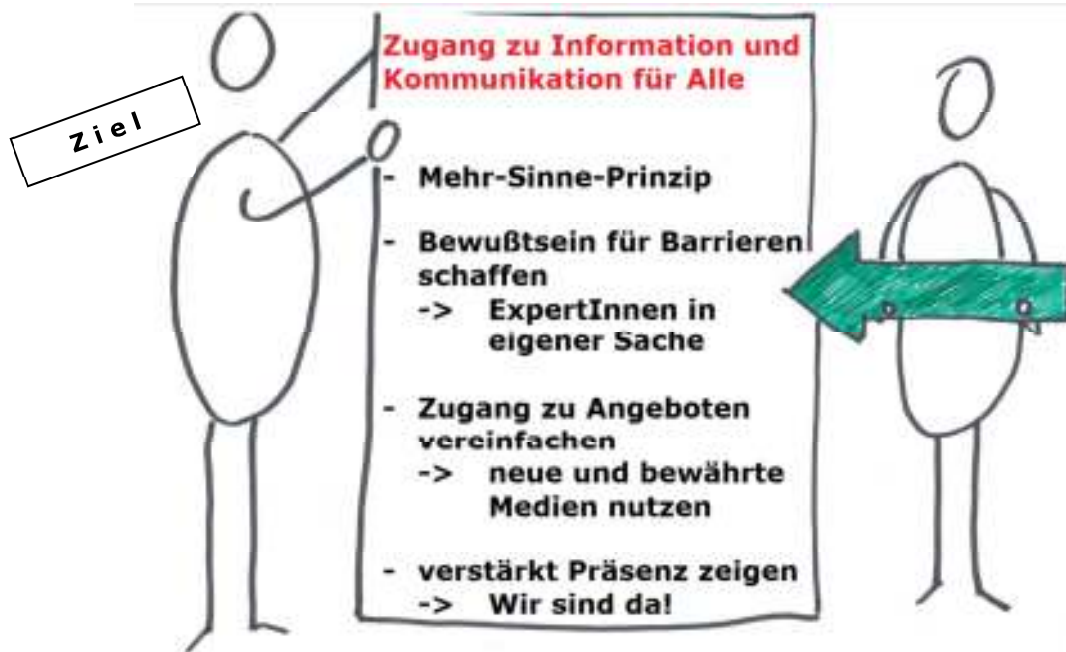 Ziel
Zugang zu Information und
Kommunikation für Alle
- Mehr-Sinne-Prinzip
- Bewußtsein für Barrieren
schaffen
-> ExpertInnen in
eigener Sache
- Zugang zu Angeboten
vereinfachen
-> neue und bewährte
Medien nutzen
- verstärkt Präsenz zeigen
-> Wir sind da!